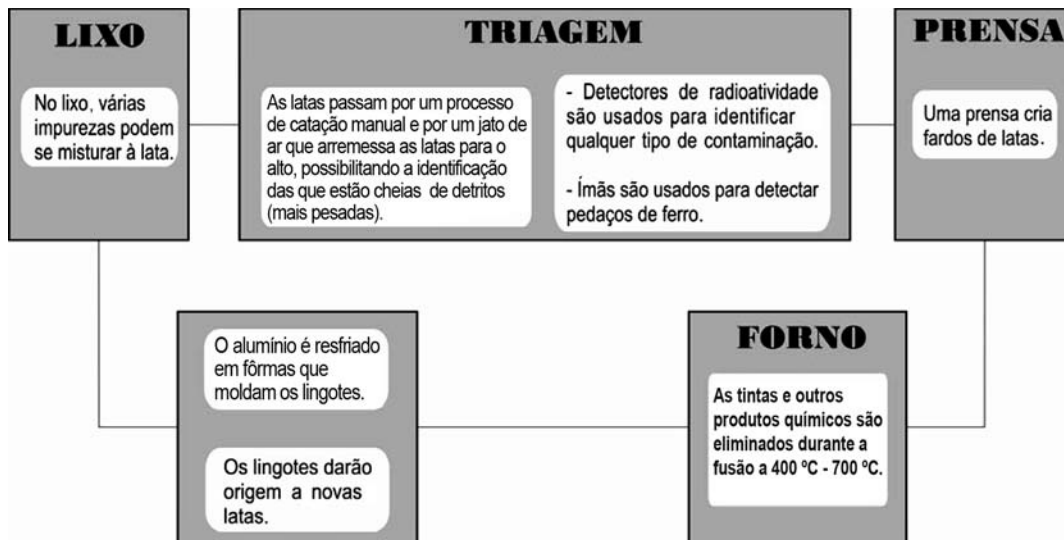 LIXO
No lixo, várias
impurezas podem
se misturar à lata.
TRIAGEM
As latas passam por um processo
de catação manual e por um jato de
ar que arremessa as latas para o
alto, possibilitando a identificação
das que estão cheias de detritos
(mais pesadas).
- Detectores de radioatividade
são usados para identificar
qualquer tipo de contaminação.
- Ímãs são usados para detectar
pedaços de ferro.
PRENSA
Uma prensa cria
fardos de latas.
FORNO
As tintas e outros
produtos químicos são
eliminados durante a
fusão a 400 ºC - 700 ºC.
O alumínio é resfriado
em fôrmas que
moldam os lingotes.
Os lingotes darão
origem a novas
latas.